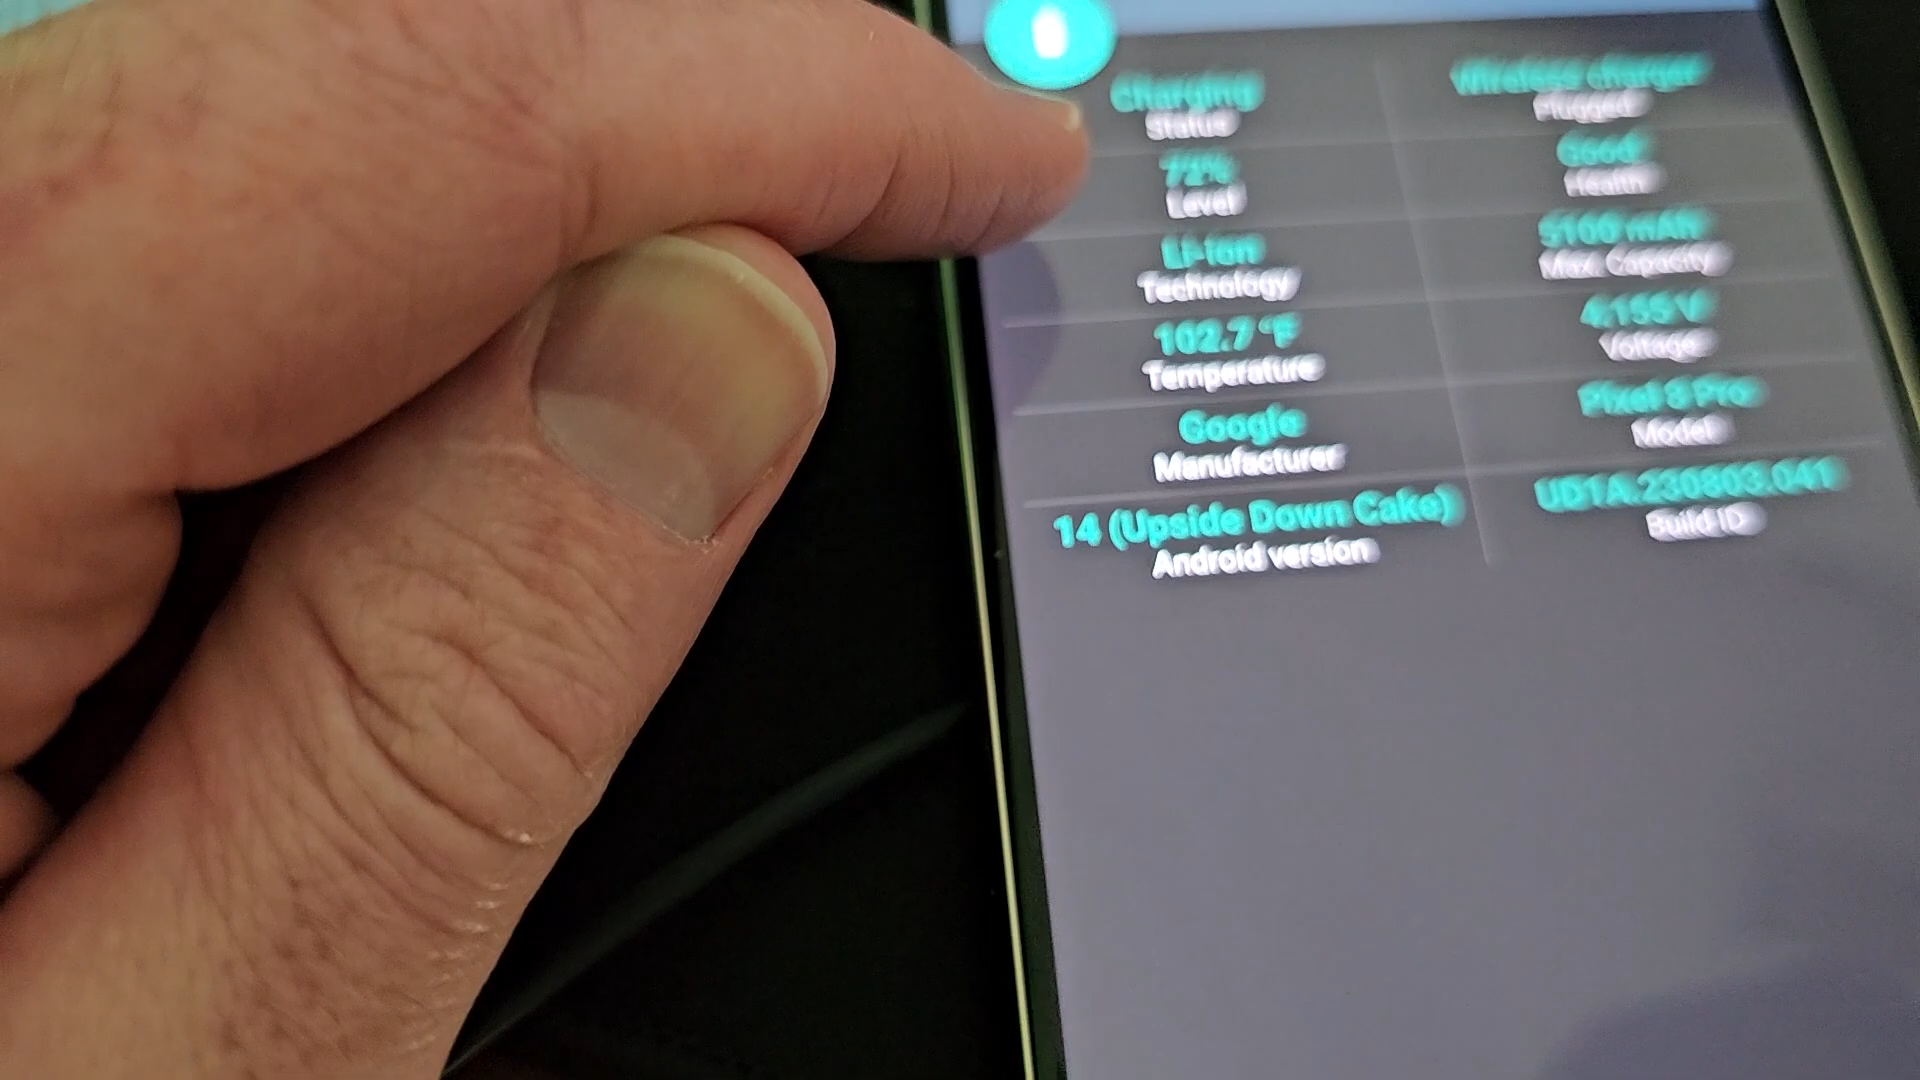 Charging
Status
Wireless charger
Plugged
72%
Level
Good
Health
Li-ion
Technology
5100 mAh
Max. Capacity
102.7 °F
Temperature
4.155 V
Voltage
Google
Manufacturer
Pixel 8 Pro
Model
14 (Upside Down Cake)
Android version
UD1A.230803.041
Build ID